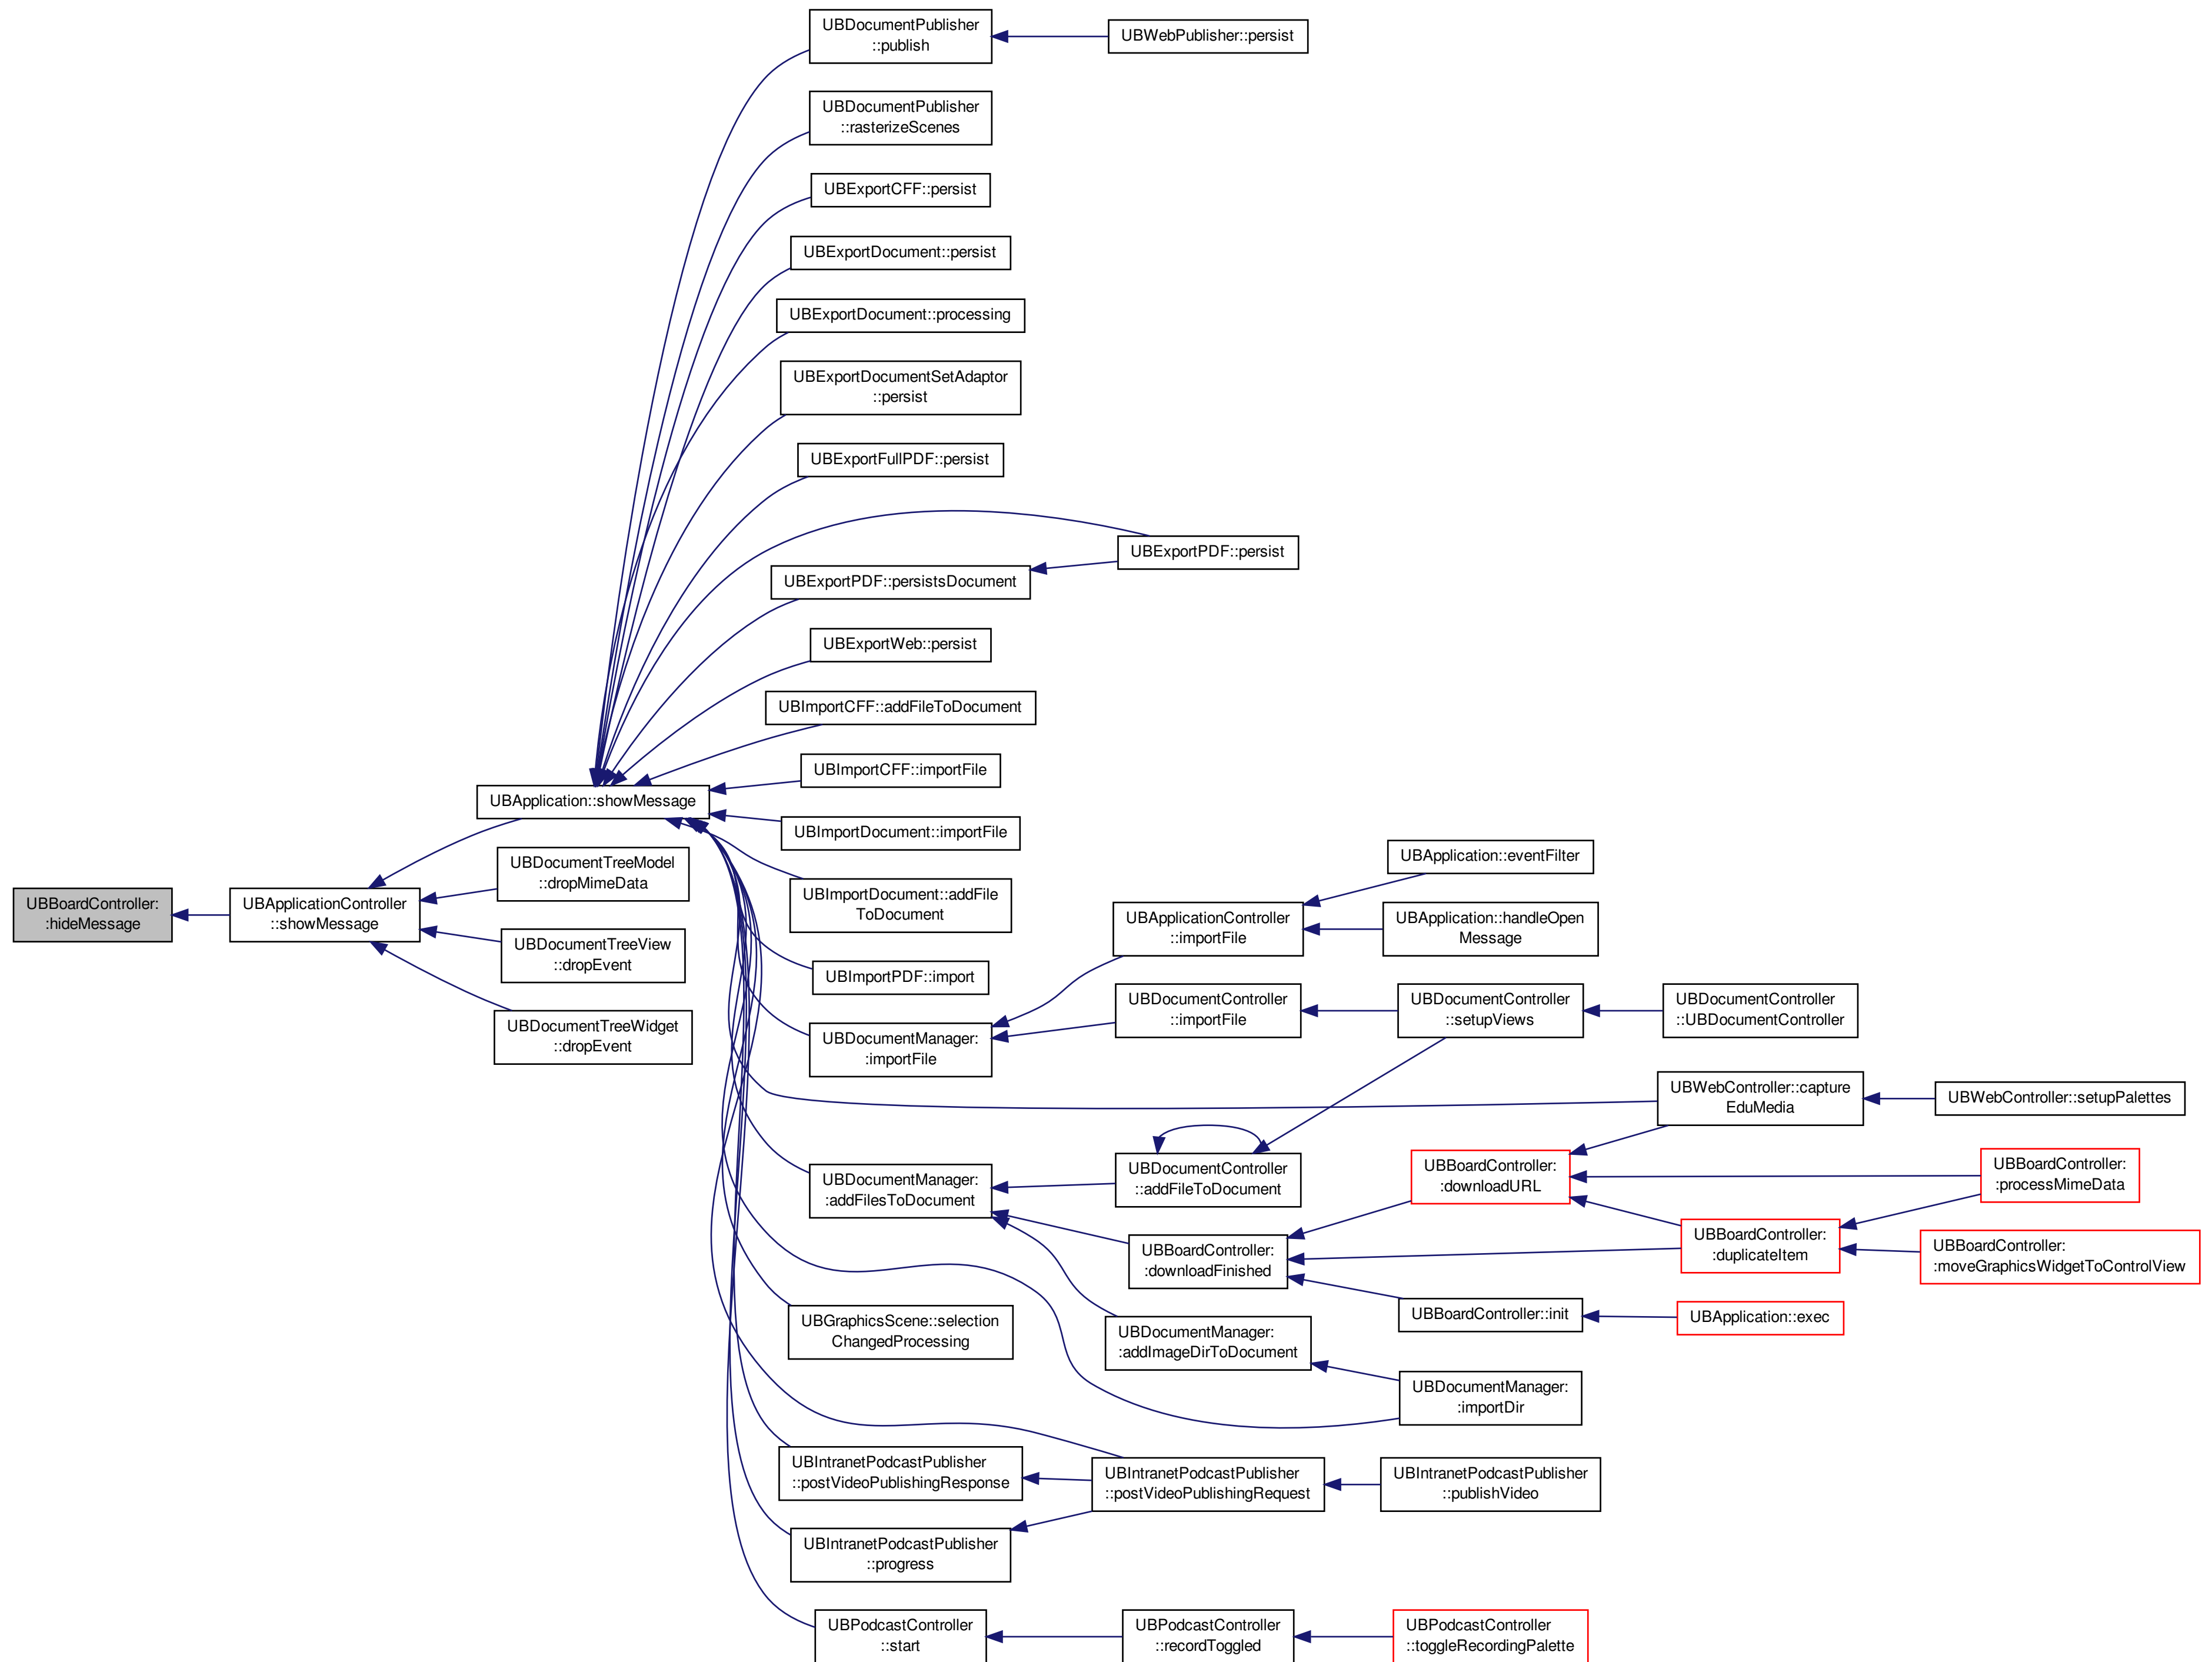 UBDocumentPublisher
::publish
UBWebPublisher::persist
UBDocumentPublisher
::rasterizeScenes
UBExportCFF::persist
UBExportDocument::persist
UBExportDocument::processing
UBExportDocumentSetAdaptor
::persist
UBExportFullPDF::persist
UBExportPDF::persist
UBExportPDF::persistsDocument
UBExportWeb::persist
UBImportCFF::addFileToDocument
UBImportCFF::importFile
UBApplication::showMessage
UBImportDocument::importFile
UBApplication::eventFilter
UBDocumentTreeModel
::dropMimeData
UBImportDocument::addFile
ToDocument
UBBoardController:
:hideMessage
UBApplicationController
::showMessage
UBApplicationController
::importFile
UBApplication::handleOpen
Message
UBDocumentTreeView
::dropEvent
UBImportPDF::import
UBDocumentTreeWidget
::dropEvent
UBDocumentManager:
:importFile
UBDocumentController
::importFile
UBDocumentController
::setupViews
UBDocumentController
::UBDocumentController
UBWebController::capture
EduMedia
UBWebController::setupPalettes
UBDocumentManager:
:addFilesToDocument
UBDocumentController
::addFileToDocument
UBBoardController:
:downloadURL
UBBoardController:
:processMimeData
UBBoardController:
:downloadFinished
UBBoardController:
:duplicateItem
UBBoardController:
:moveGraphicsWidgetToControlView
UBBoardController::init
UBApplication::exec
UBGraphicsScene::selection
ChangedProcessing
UBDocumentManager:
:addImageDirToDocument
UBDocumentManager:
:importDir
UBIntranetPodcastPublisher
::postVideoPublishingResponse
UBIntranetPodcastPublisher
::postVideoPublishingRequest
UBIntranetPodcastPublisher
::publishVideo
UBIntranetPodcastPublisher
::progress
UBPodcastController
::start
UBPodcastController
::recordToggled
UBPodcastController
::toggleRecordingPalette